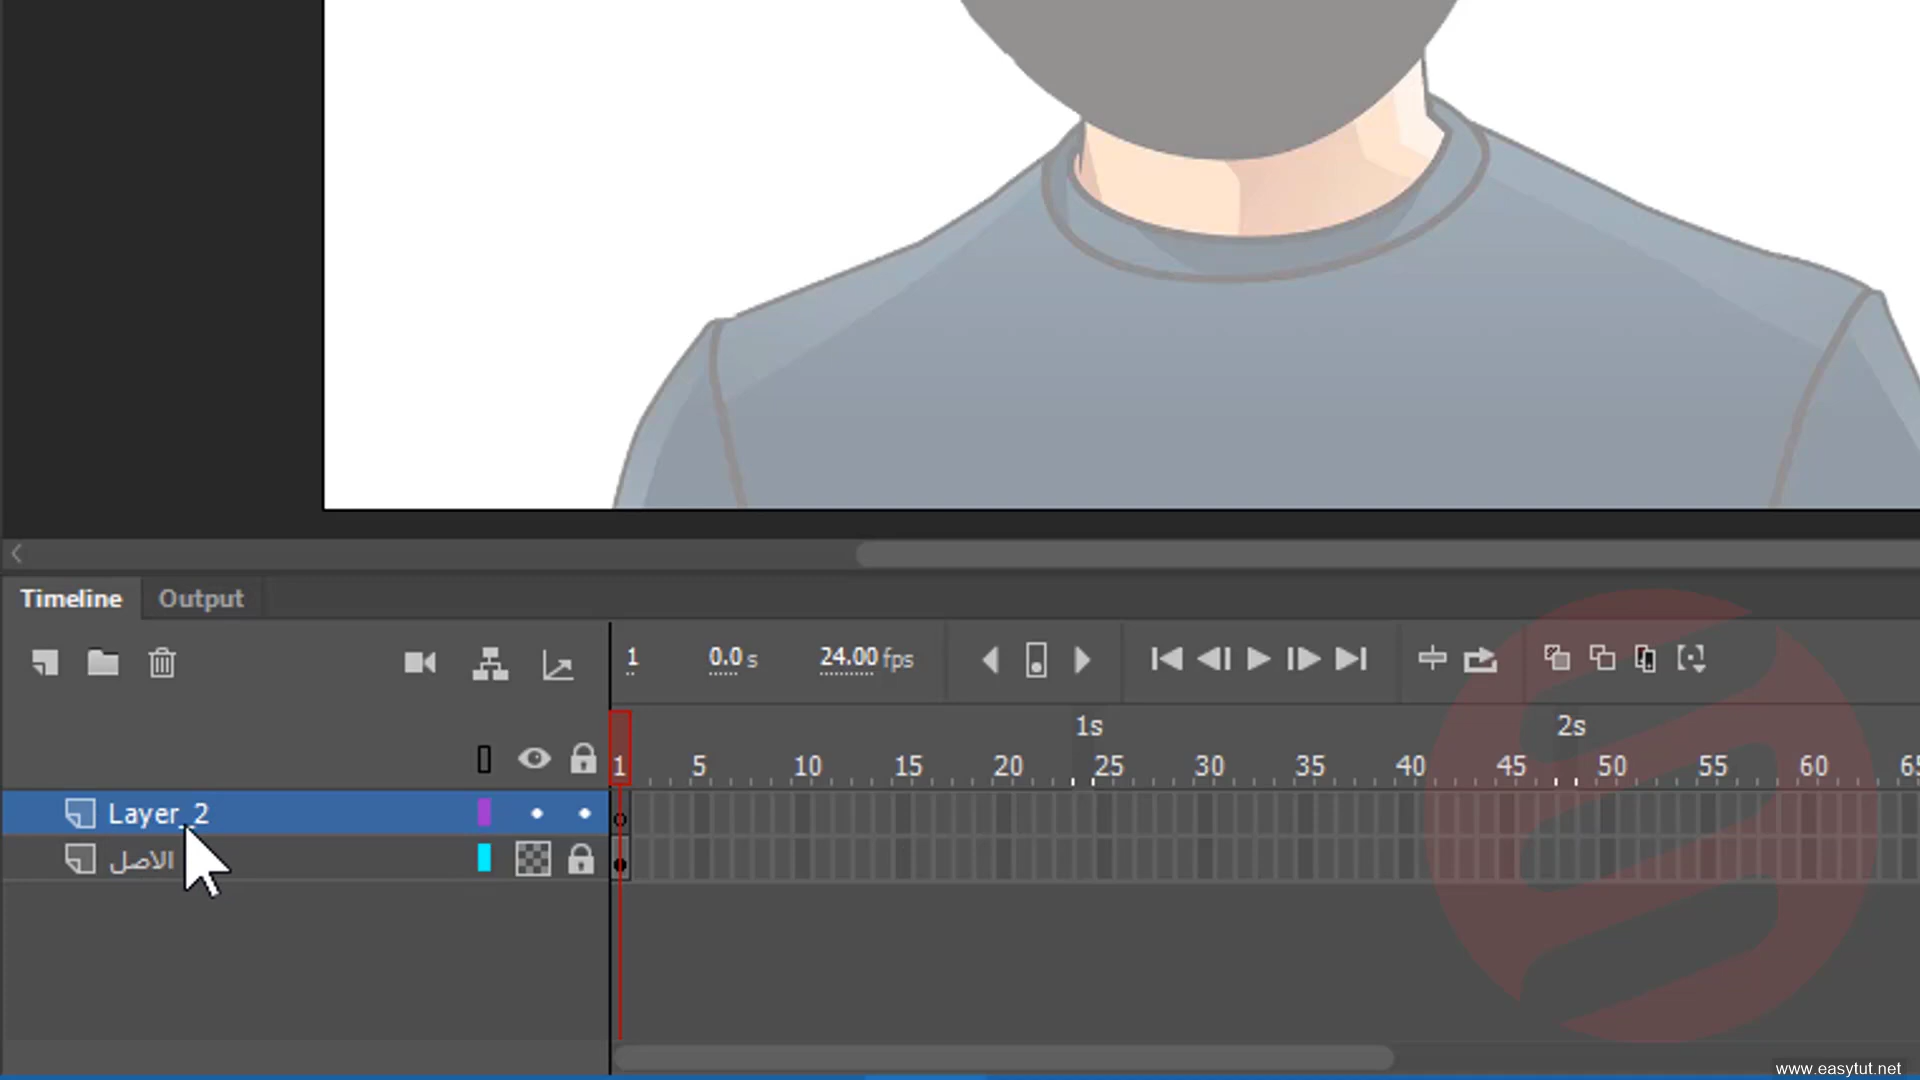 Timeline Output
1 0.0 s 24.00 fps
1s 2s
1 5 10 15 20 25 30 35 40 45 50 55 60 65
Layer_2
الاصل
www.easytut.net